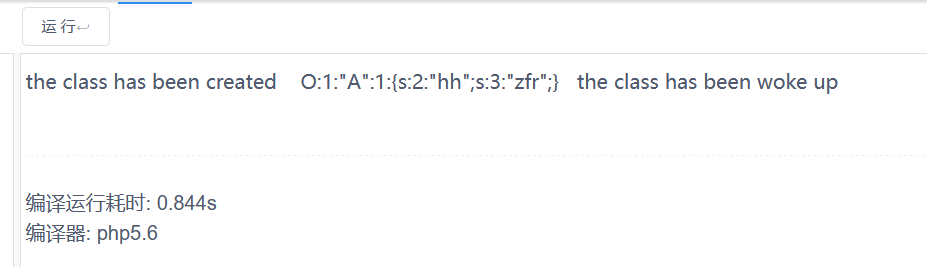 运 行↩
the class has been created    O:1:"A":1:{s:2:"hh";s:3:"zfr";}   the class has been woke up
编译运行耗时: 0.844s
编译器: php5.6